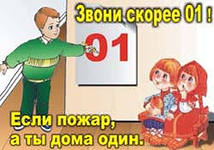 Звони скорее 01 !
01
Если пожар,
а ты дома один.